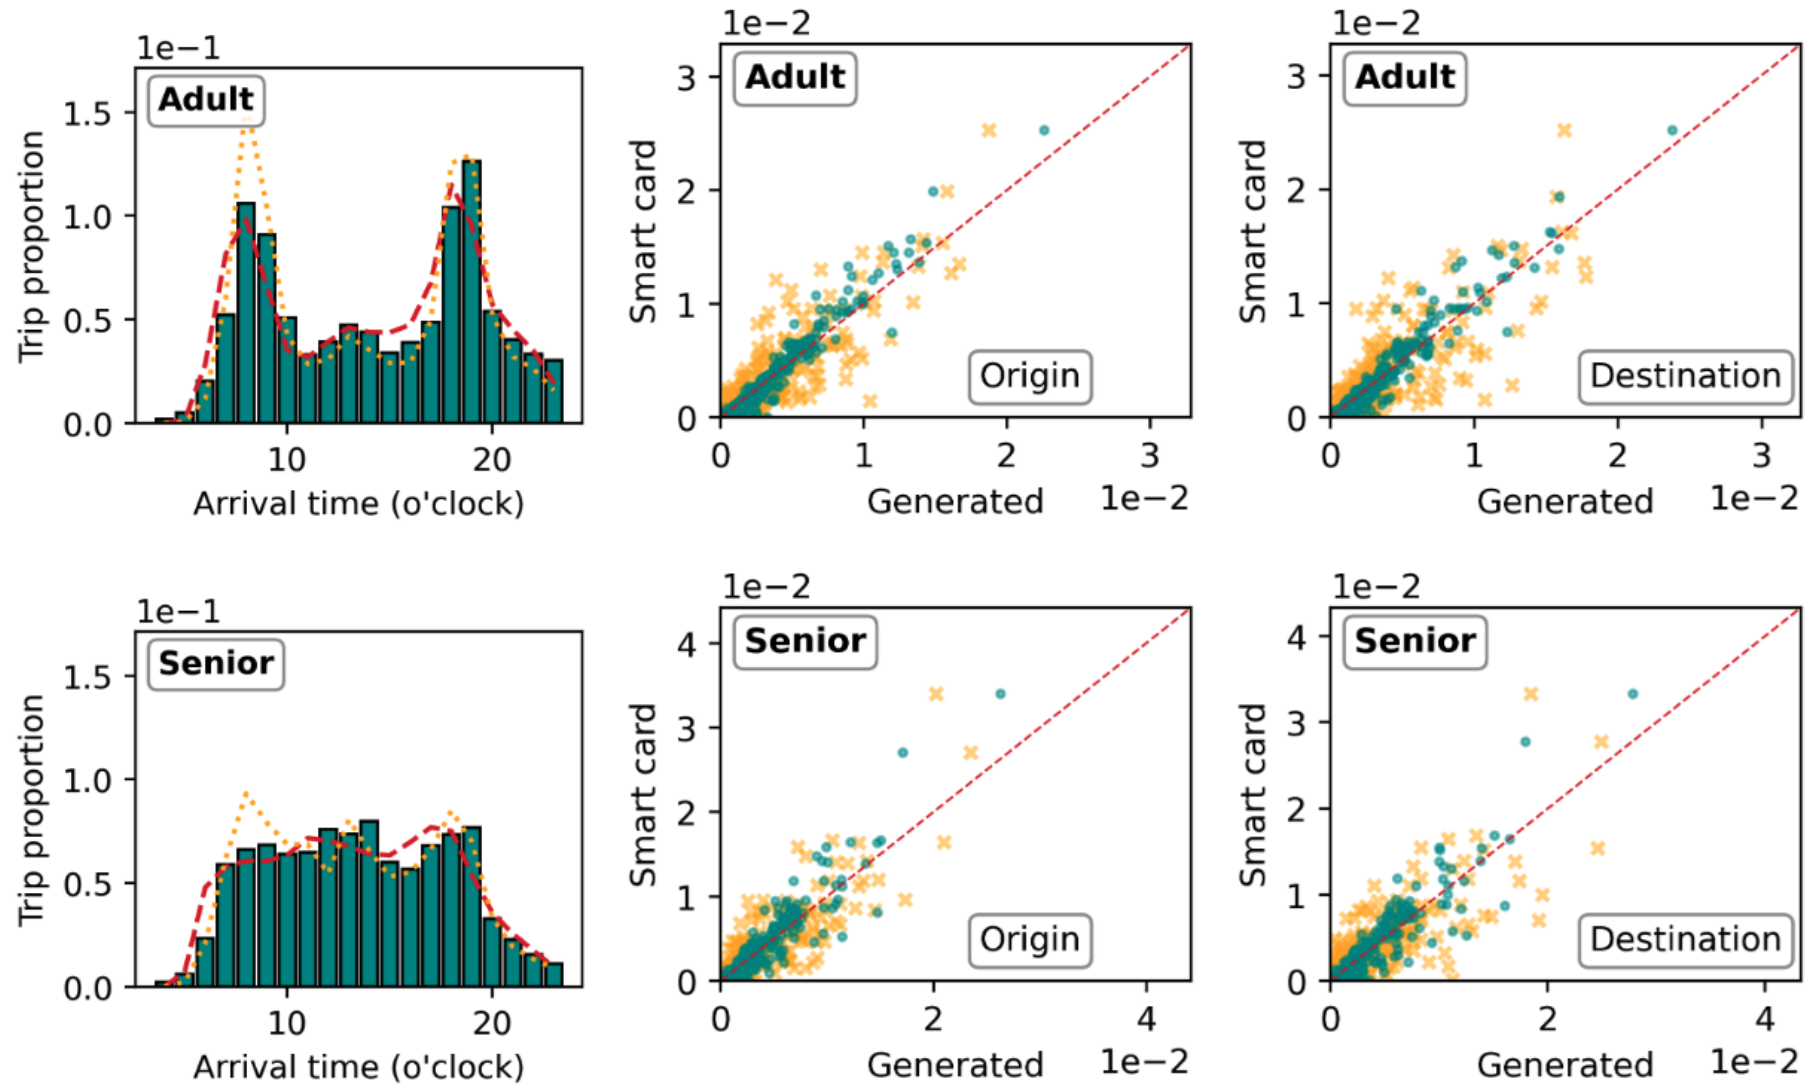 1e−1
Adult
1.5
1.0
0.5
0.0
Trip proportion
10 20
Arrival time (o'clock)
1e−2
Adult
3
2
1
0
Smart card
Origin
0 1 2 3
Generated 1e−2
1e−2
Adult
3
2
1
0
Smart card
Destination
0 1 2 3
Generated 1e−2
1e−1
Senior
1.5
1.0
0.5
0.0
Trip proportion
10 20
Arrival time (o'clock)
1e−2
Senior
4
3
2
1
0
Smart card
Origin
0 2 4
Generated 1e−2
1e−2
Senior
4
3
2
1
0
Smart card
Destination
0 2 4
Generated 1e−2